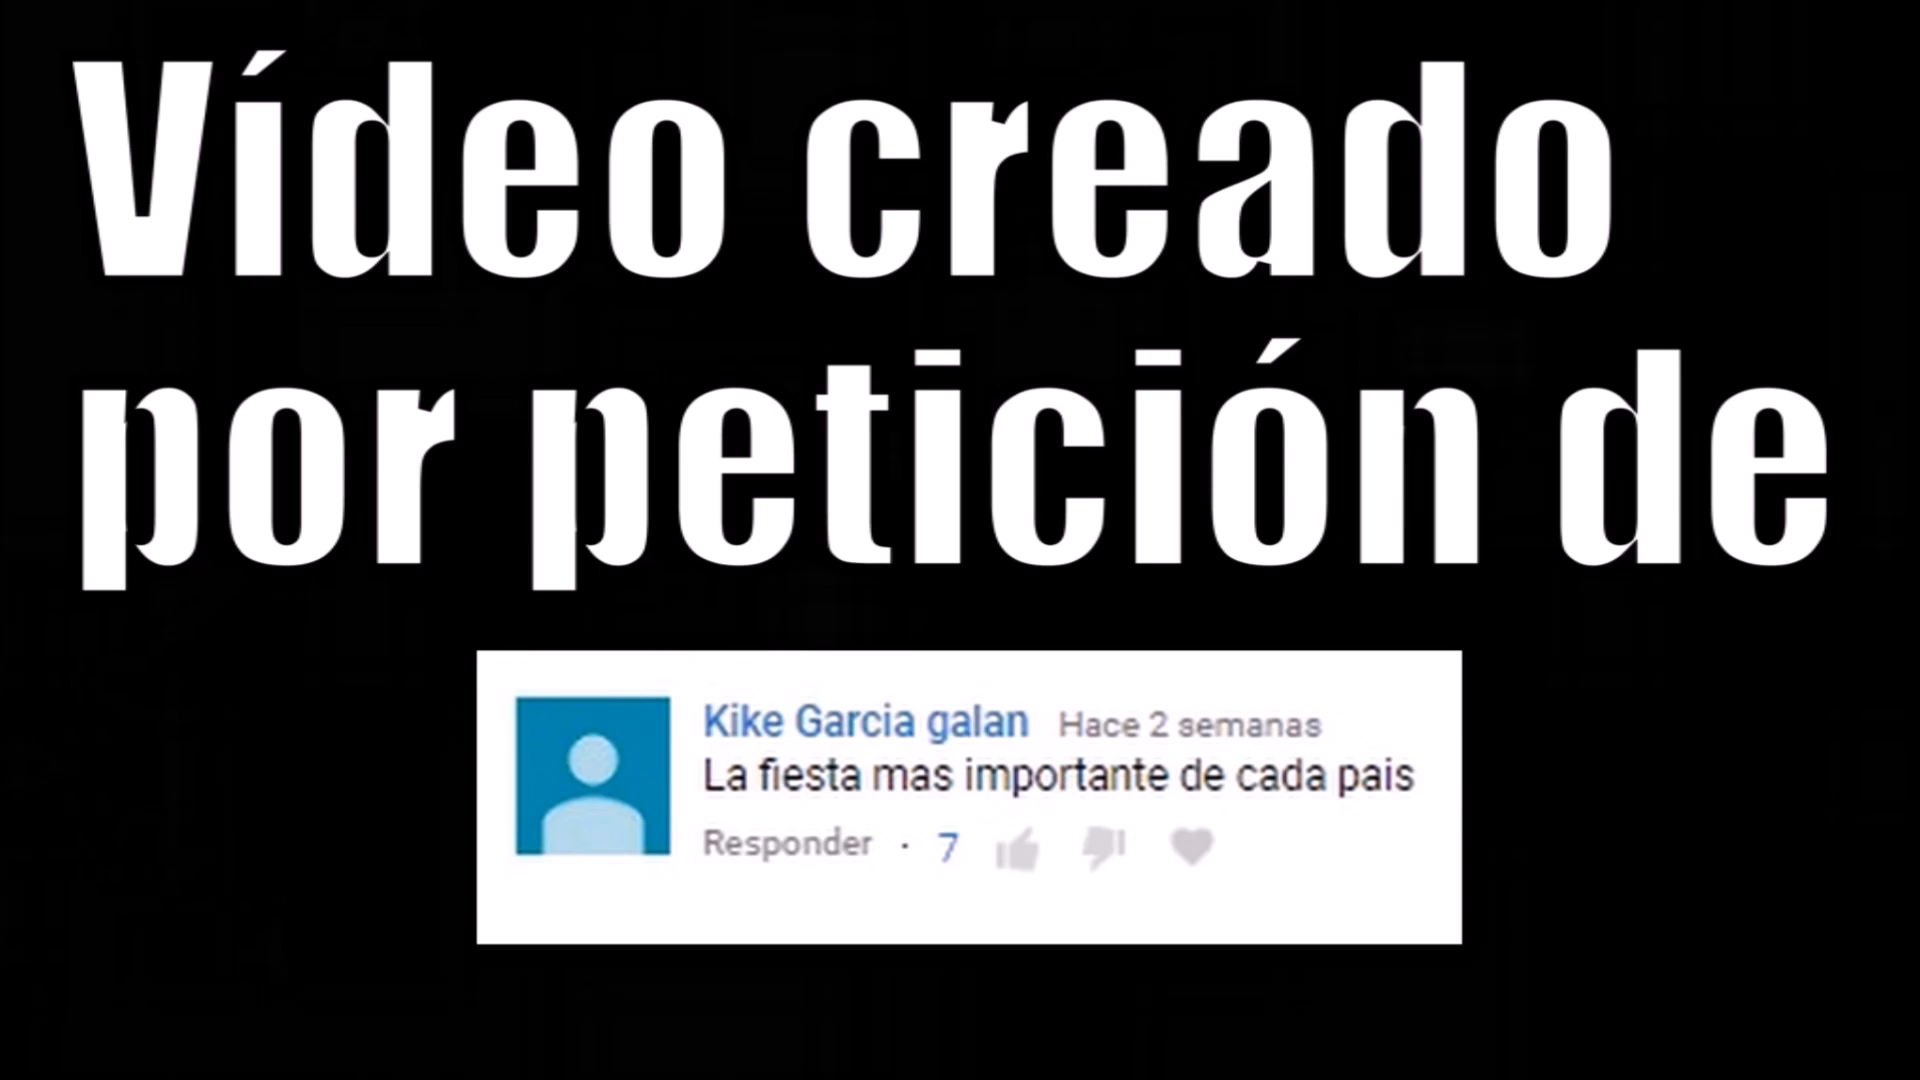 Vídeo creado
por petición de
Kike Garcia galan Hace 2 semanas
La fiesta mas importante de cada pais
Responder · 7